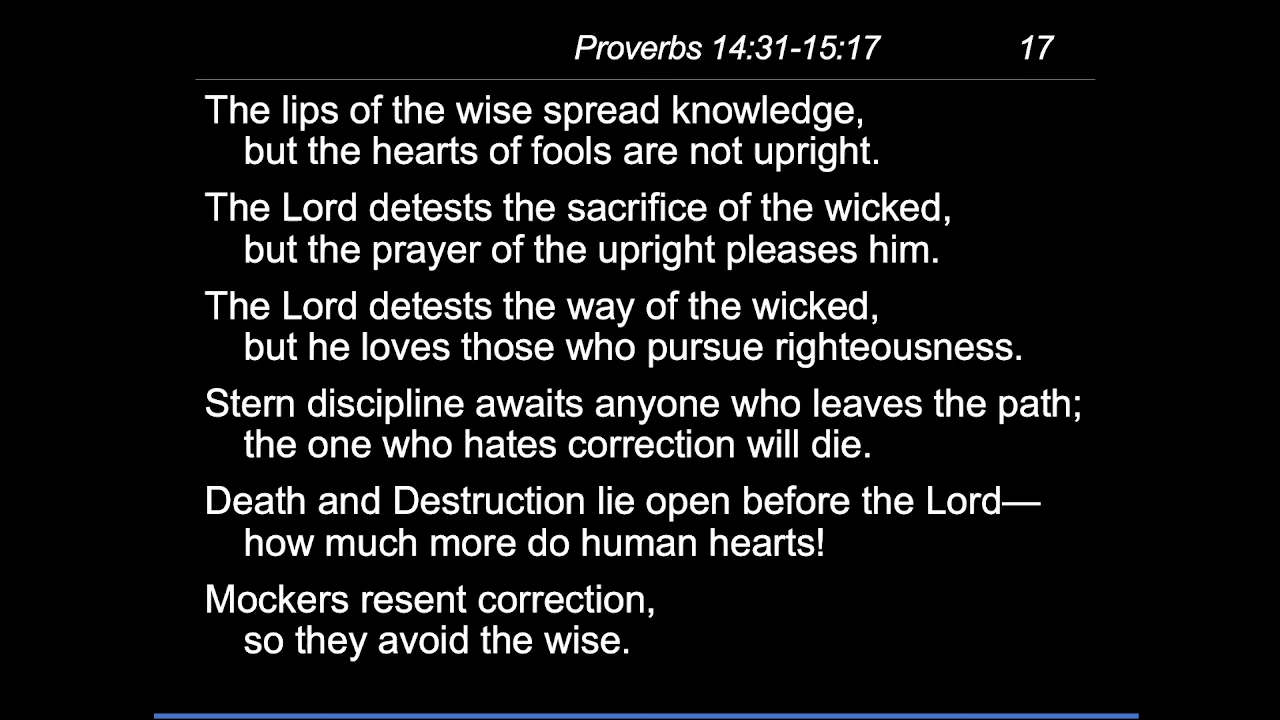 Proverbs 14:31-15:17 17
The lips of the wise spread knowledge,
but the hearts of fools are not upright.
The Lord detests the sacrifice of the wicked,
but the prayer of the upright pleases him.
The Lord detests the way of the wicked,
but he loves those who pursue righteousness.
Stern discipline awaits anyone who leaves the path;
the one who hates correction will die.
Death and Destruction lie open before the Lord—
how much more do human hearts!
Mockers resent correction,
so they avoid the wise.